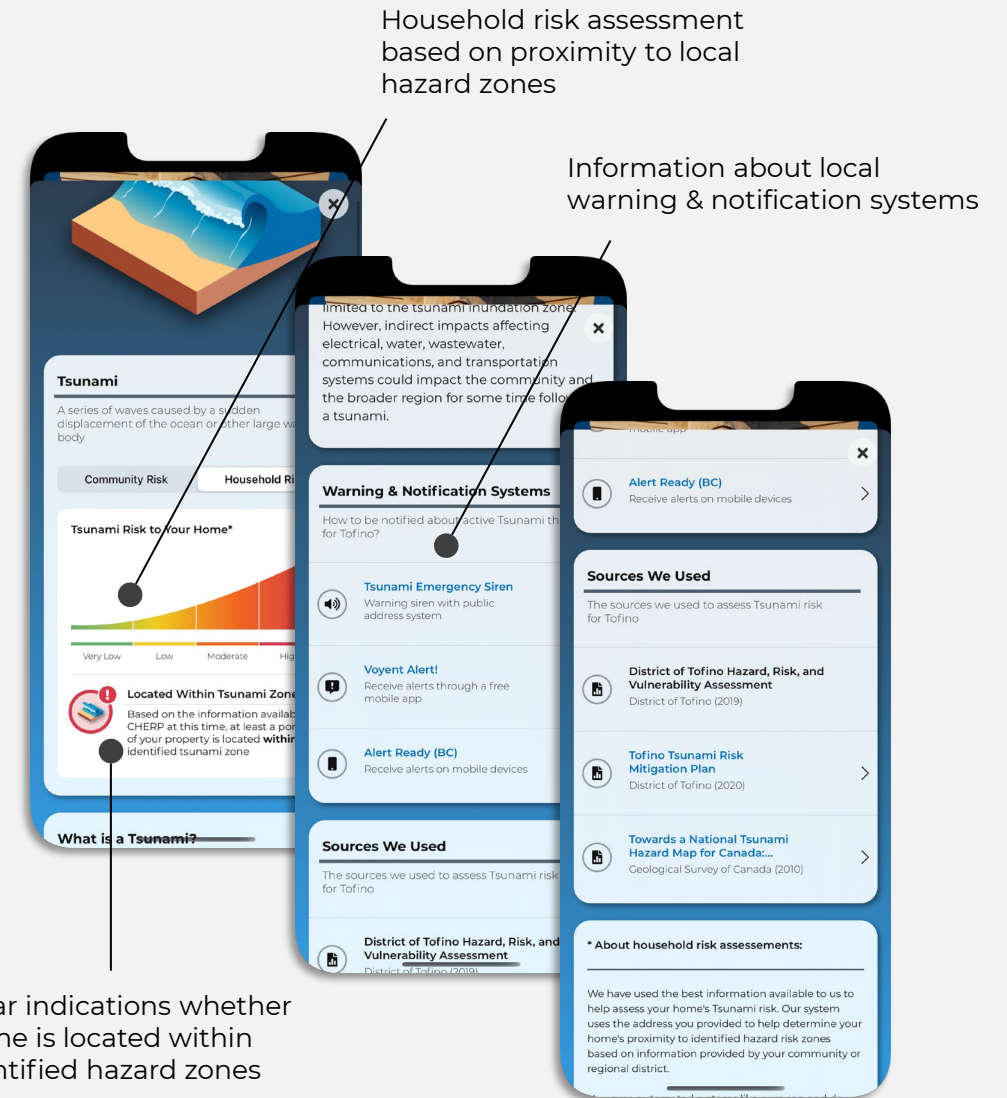 Household risk assessment
based on proximity to local
hazard zones
Information about local
warning & notification systems
Tsunami
A series of waves caused by a sudden
displacement of the ocean or other large
body
Community Risk
Household
Tsunami Risk to Your Home*
Very Low
Low
Moderate
Located Within Tsunami Zone
Based on the information
CHERP at this time, at least a
of your property is located within
identified tsunami zone
What is a Tsunami?
indications whether
is located within
hazard zones
limited to the tsunami inundation zone.
However, indirect impacts affecting
electrical, water, wastewater,
communications, and transportation
systems could impact the community and
the broader region for some time
a tsunami.
Warning & Notification Systems
How to be notified about active Tsunami
for Tofino?
Tsunami Emergency Siren
Warning siren with public
address system
Voyent Alert!
Receive alerts through a free
mobile app
Alert Ready (BC)
Receive alerts on mobile devices
Sources We Used
The sources we used to assess Tsunami risk
for Tofino
District of Tofino Hazard, Risk, and
Vulnerability Assessment
District of Tofino (2019)
mobile app
Alert Ready (BC)
Receive alerts on mobile devices
Sources We Used
The sources we used to assess Tsunami risk
for Tofino
District of Tofino Hazard, Risk, and
Vulnerability Assessment
District of Tofino (2019)
Tofino Tsunami Risk
Mitigation Plan
District of Tofino (2020)
Towards a National Tsunami
Hazard Map for Canada:...
Geological Survey of Canada (2010)
* About household risk assessements:
We have used the best information available to us to
help assess your home's Tsunami risk. Our system
uses the address you provided to help determine your
home's proximity to identified hazard risk zones
based on information provided by your community or
regional district.